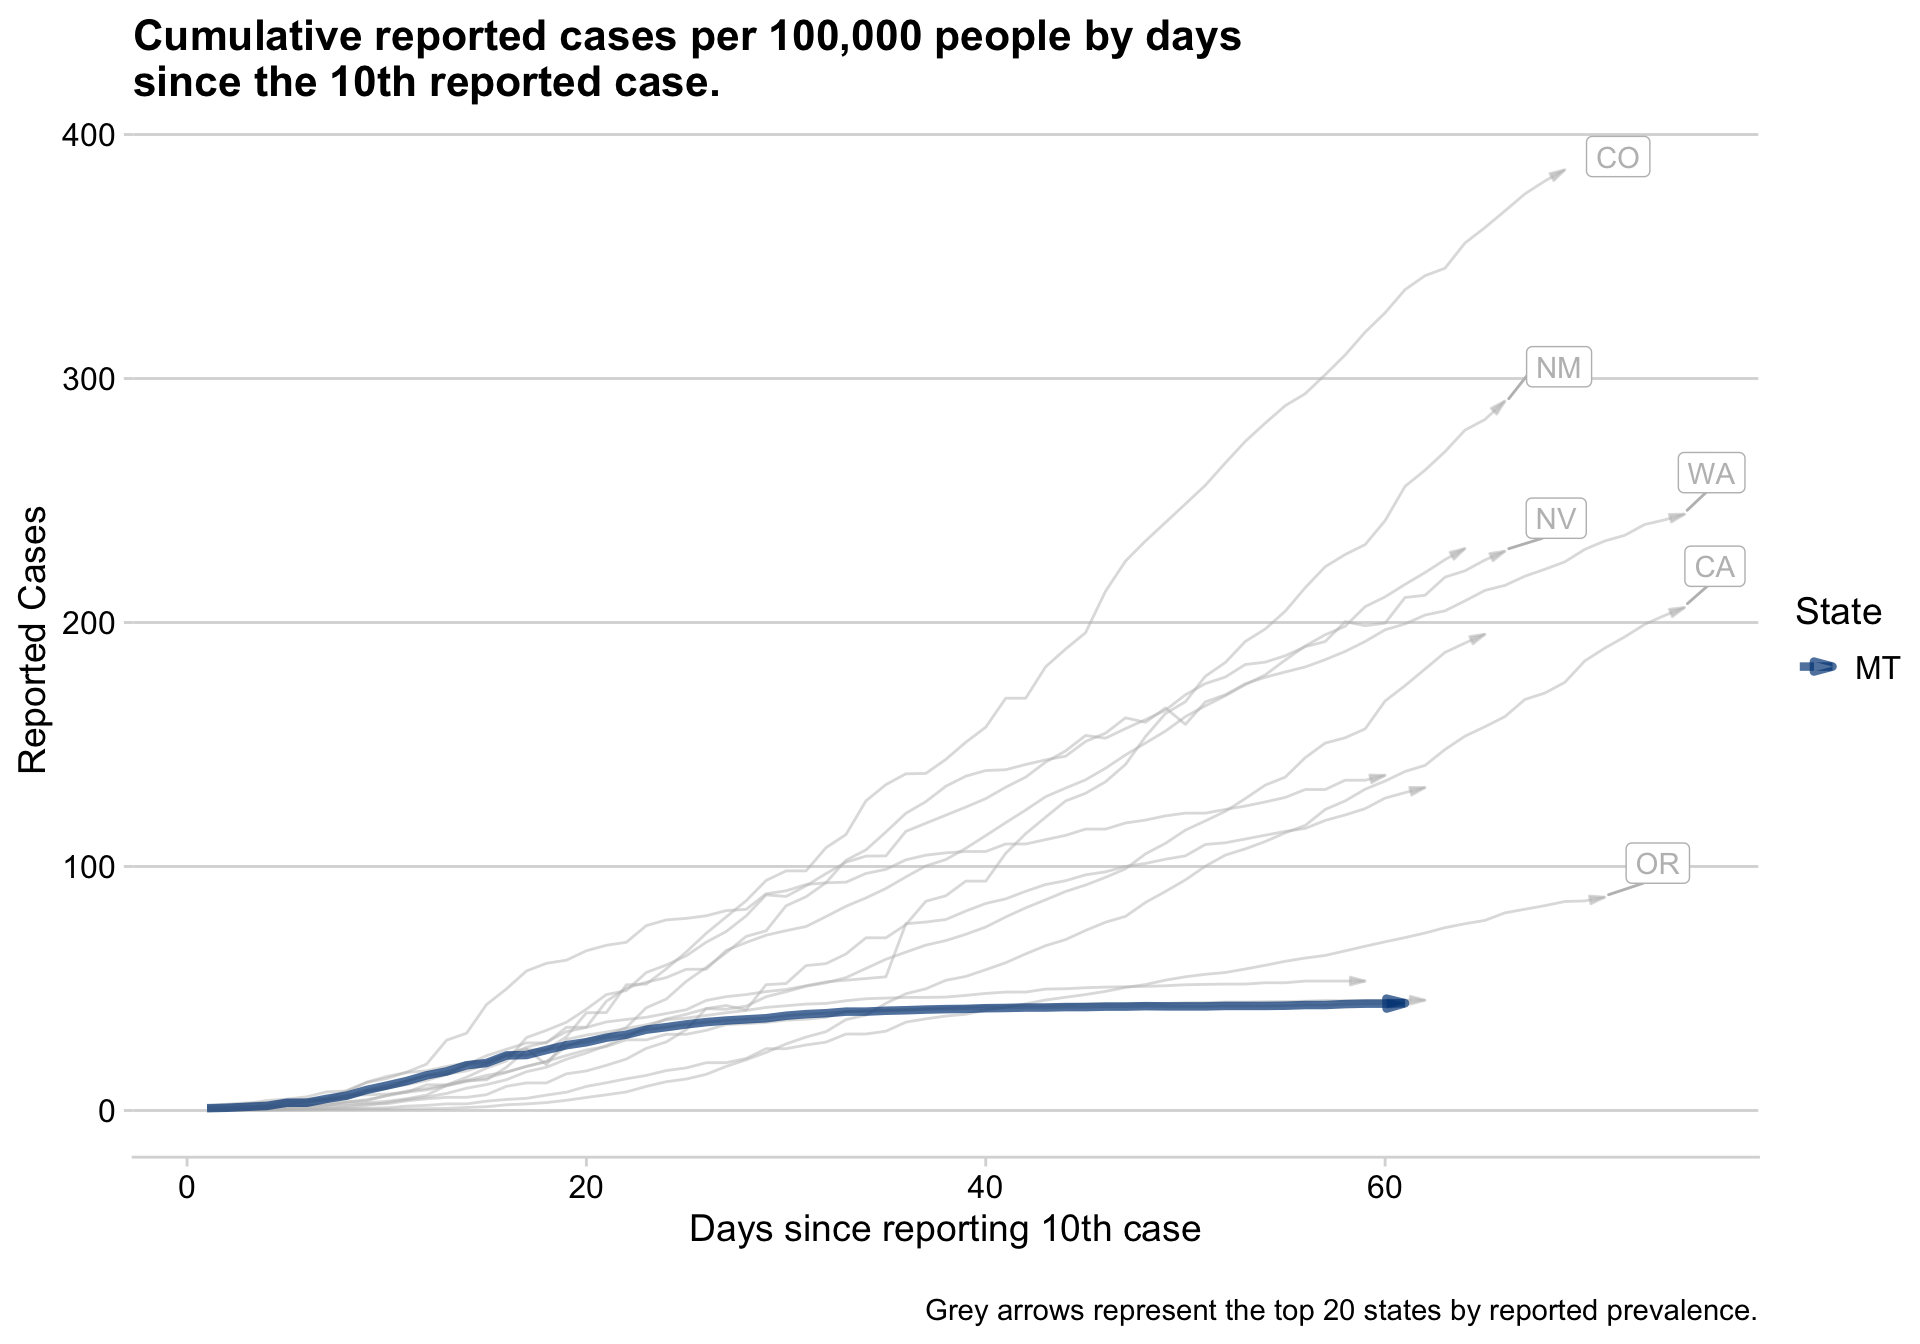 Cumulative reported cases per 100,000 people by days
since the 10th reported case.
400
300
200
100
0
Reported Cases
CO
NM
WA
NV
CA
OR
State
MT
0 20 40 60
Days since reporting 10th case
Grey arrows represent the top 20 states by reported prevalence.